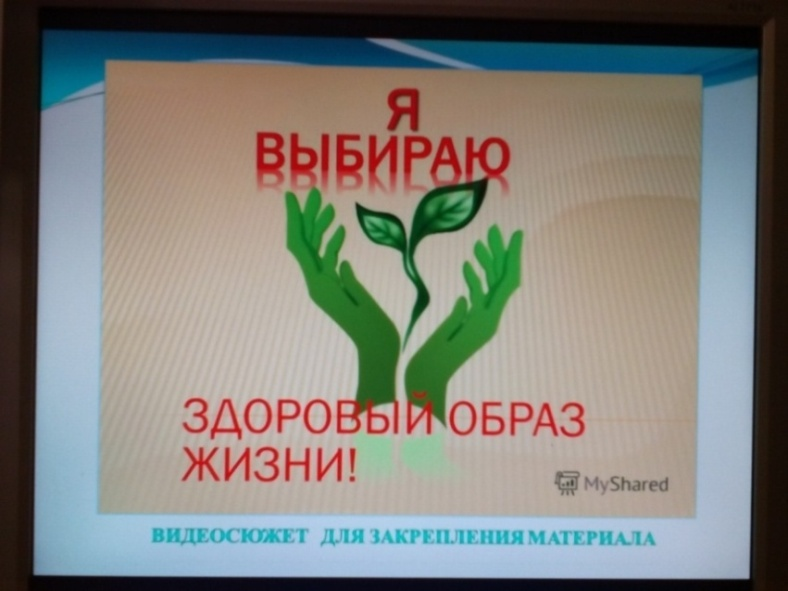 Я
ВЫБИРАЮ
ЗДОРОВЫЙ ОБРАЗ
ЖИЗНИ!
MyShared
ВИДЕОСЮЖЕТ ДЛЯ ЗАКРЕПЛЕНИЯ МАТЕРИАЛА